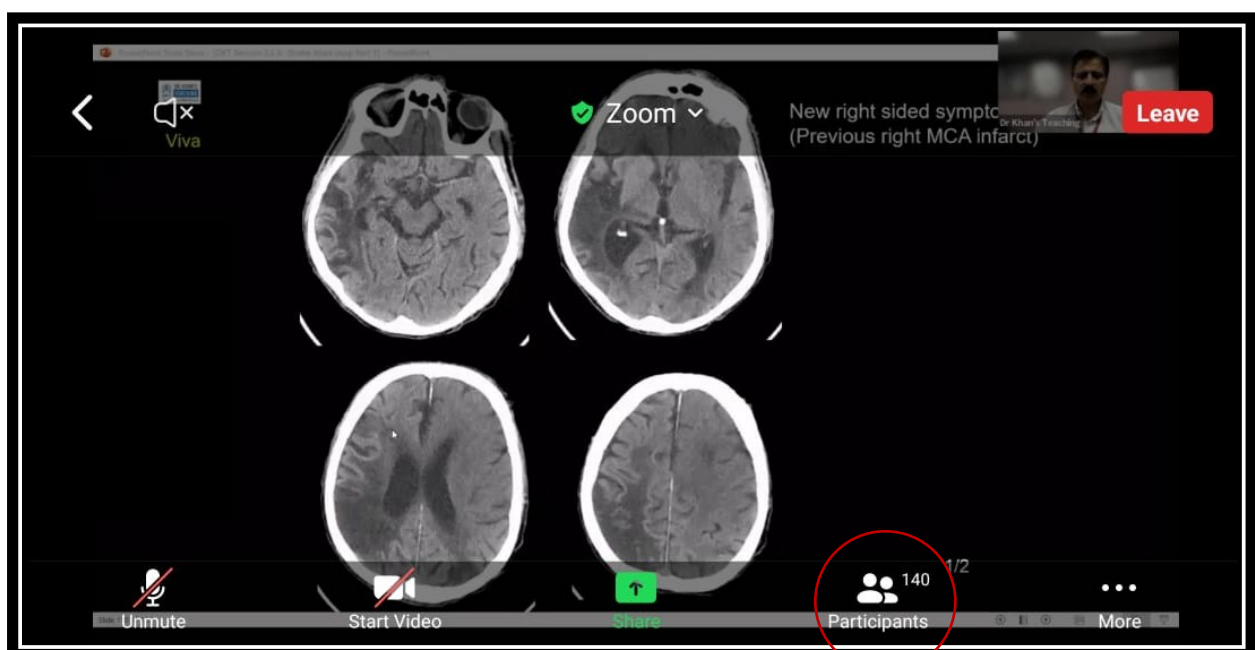 Viva
Zoom
New right sided
(Previous right MCA infarct)
Dr Khan's Teaching
Leave
1/2
140
Unmute
Start Video
Share
Participants
More